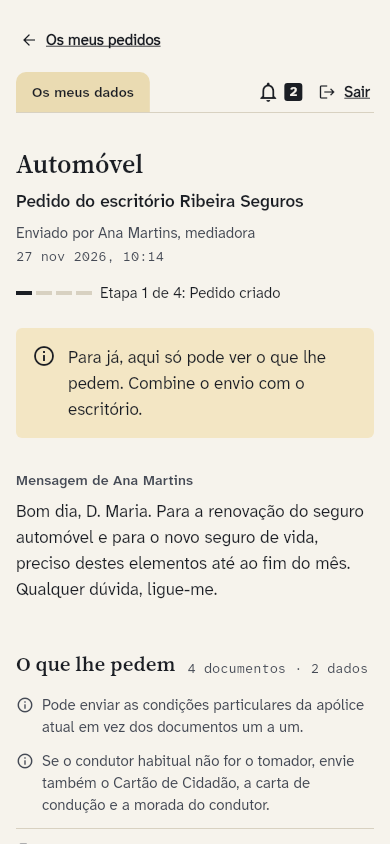 Os meus pedidos
Os meus dados
2
Sair
Automóvel
Pedido do escritório Ribeira Seguros
Enviado por Ana Martins, mediadora
27 nov 2026, 10:14
Etapa 1 de 4: Pedido criado
Para já, aqui só pode ver o que lhe
pedem. Combine o envio com o
escritório.
Mensagem de Ana Martins
Bom dia, D. Maria. Para a renovação do seguro
automóvel e para o novo seguro de vida,
preciso destes elementos até ao fim do mês.
Qualquer dúvida, ligue-me.
O que lhe pedem 4 documentos · 2 dados
Pode enviar as condições particulares da apólice
atual em vez dos documentos um a um.
Se o condutor habitual não for o tomador, envie
também o Cartão de Cidadão, a carta de
condução e a morada do condutor.